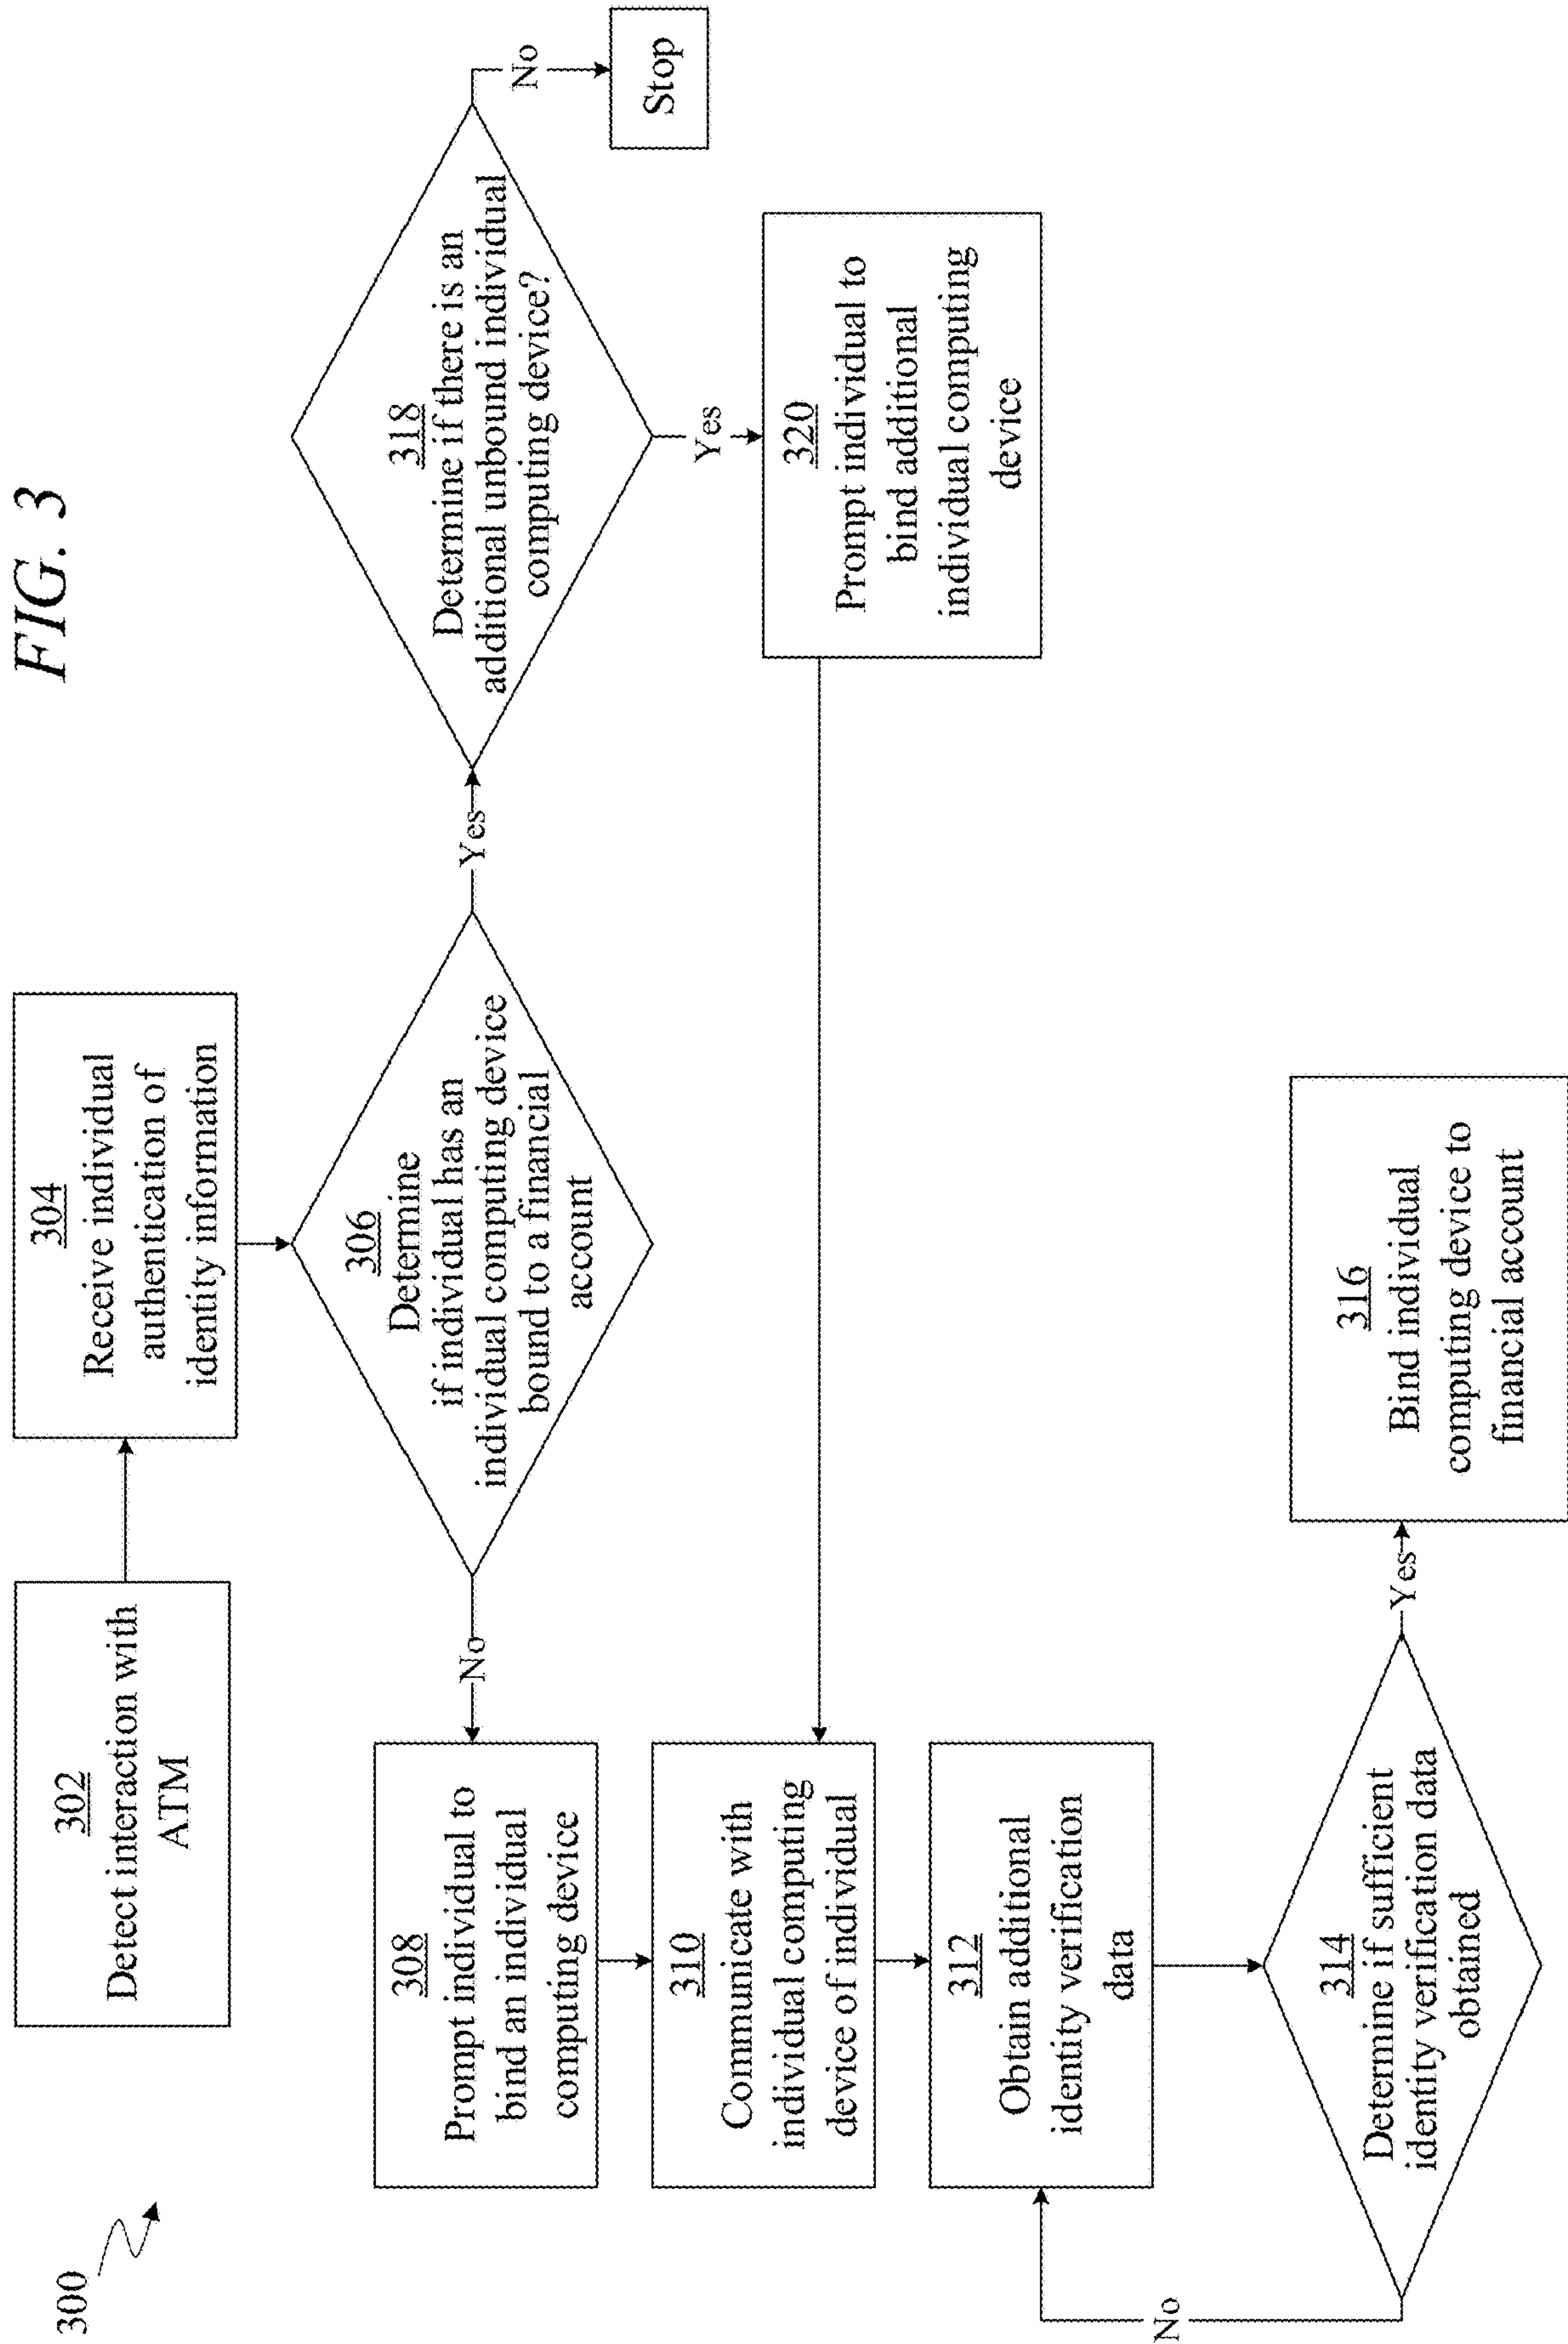 FIG. 3
300
302
Detect interaction with
ATM
304
Receive individual
authentication of
identity information
306
Determine
if individual has an
individual computing device
bound to a financial
account
No
Yes
308
Prompt individual to
bind an individual
computing device
310
Communicate with
individual computing
device of individual
312
Obtain additional
identity verification
data
314
Determine if sufficient
identity verification data
obtained
No
Yes
316
Bind individual
computing device to
financial account
318
Determine if there is an
additional unbound individual
computing device?
No
Stop
Yes
320
Prompt individual to
bind additional
individual computing
device